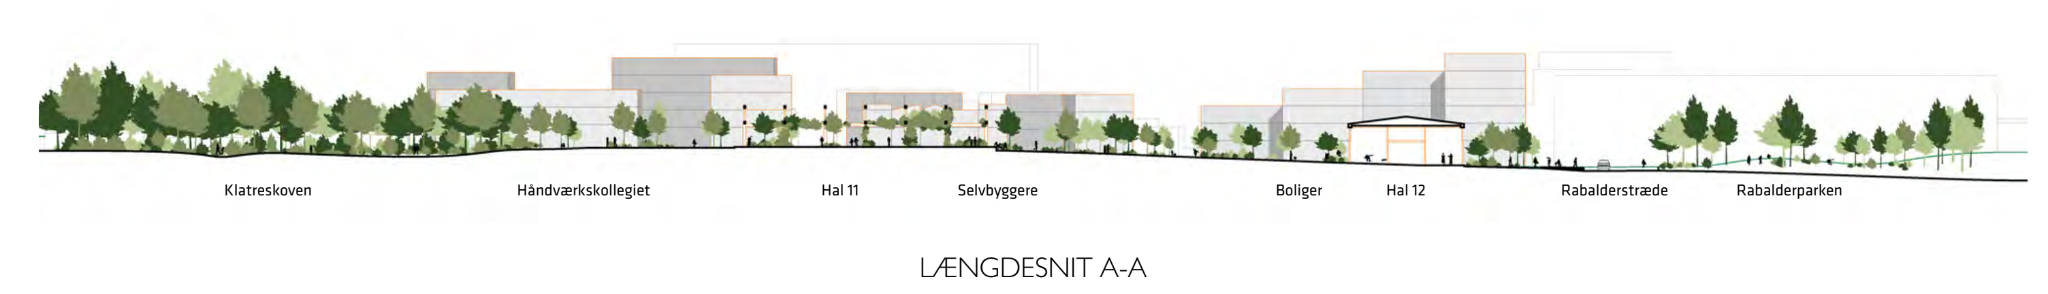 Klatreskoven Håndværkskollegiet Hal 11 Selvbyggere Boliger Hal 12 Rabalderstræde Rabalderparken
LÆNGDESNIT A-A